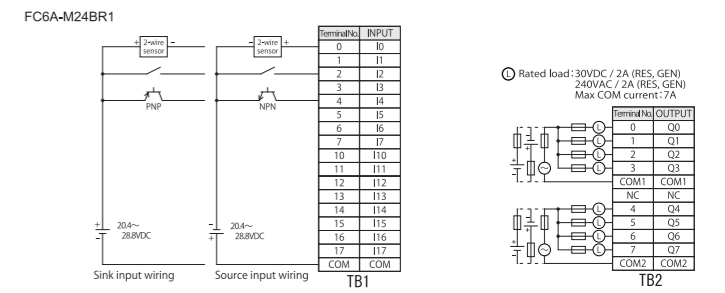 FC6A-M24BR1
+ 2-wire sensor -
- 2-wire sensor +
PNP
NPN
+
-
20.4～
28.8VDC
-
+
20.4～
28.8VDC
Sink input wiring
Source input wiring
Terminal No. INPUT
0 I0
1 I1
2 I2
3 I3
4 I4
5 I5
6 I6
7 I7
10 I10
11 I11
12 I12
13 I13
14 I14
15 I15
16 I16
17 I17
COM COM
TB1
L Rated load:30VDC / 2A (RES, GEN)
240VAC / 2A (RES, GEN)
Max COM current:7A
Terminal No. OUTPUT
L 0 Q0
L 1 Q1
L 2 Q2
L 3 Q3
COM1 COM1
NC NC
L 4 Q4
L 5 Q5
L 6 Q6
L 7 Q7
COM2 COM2
+
+
+
+
TB2